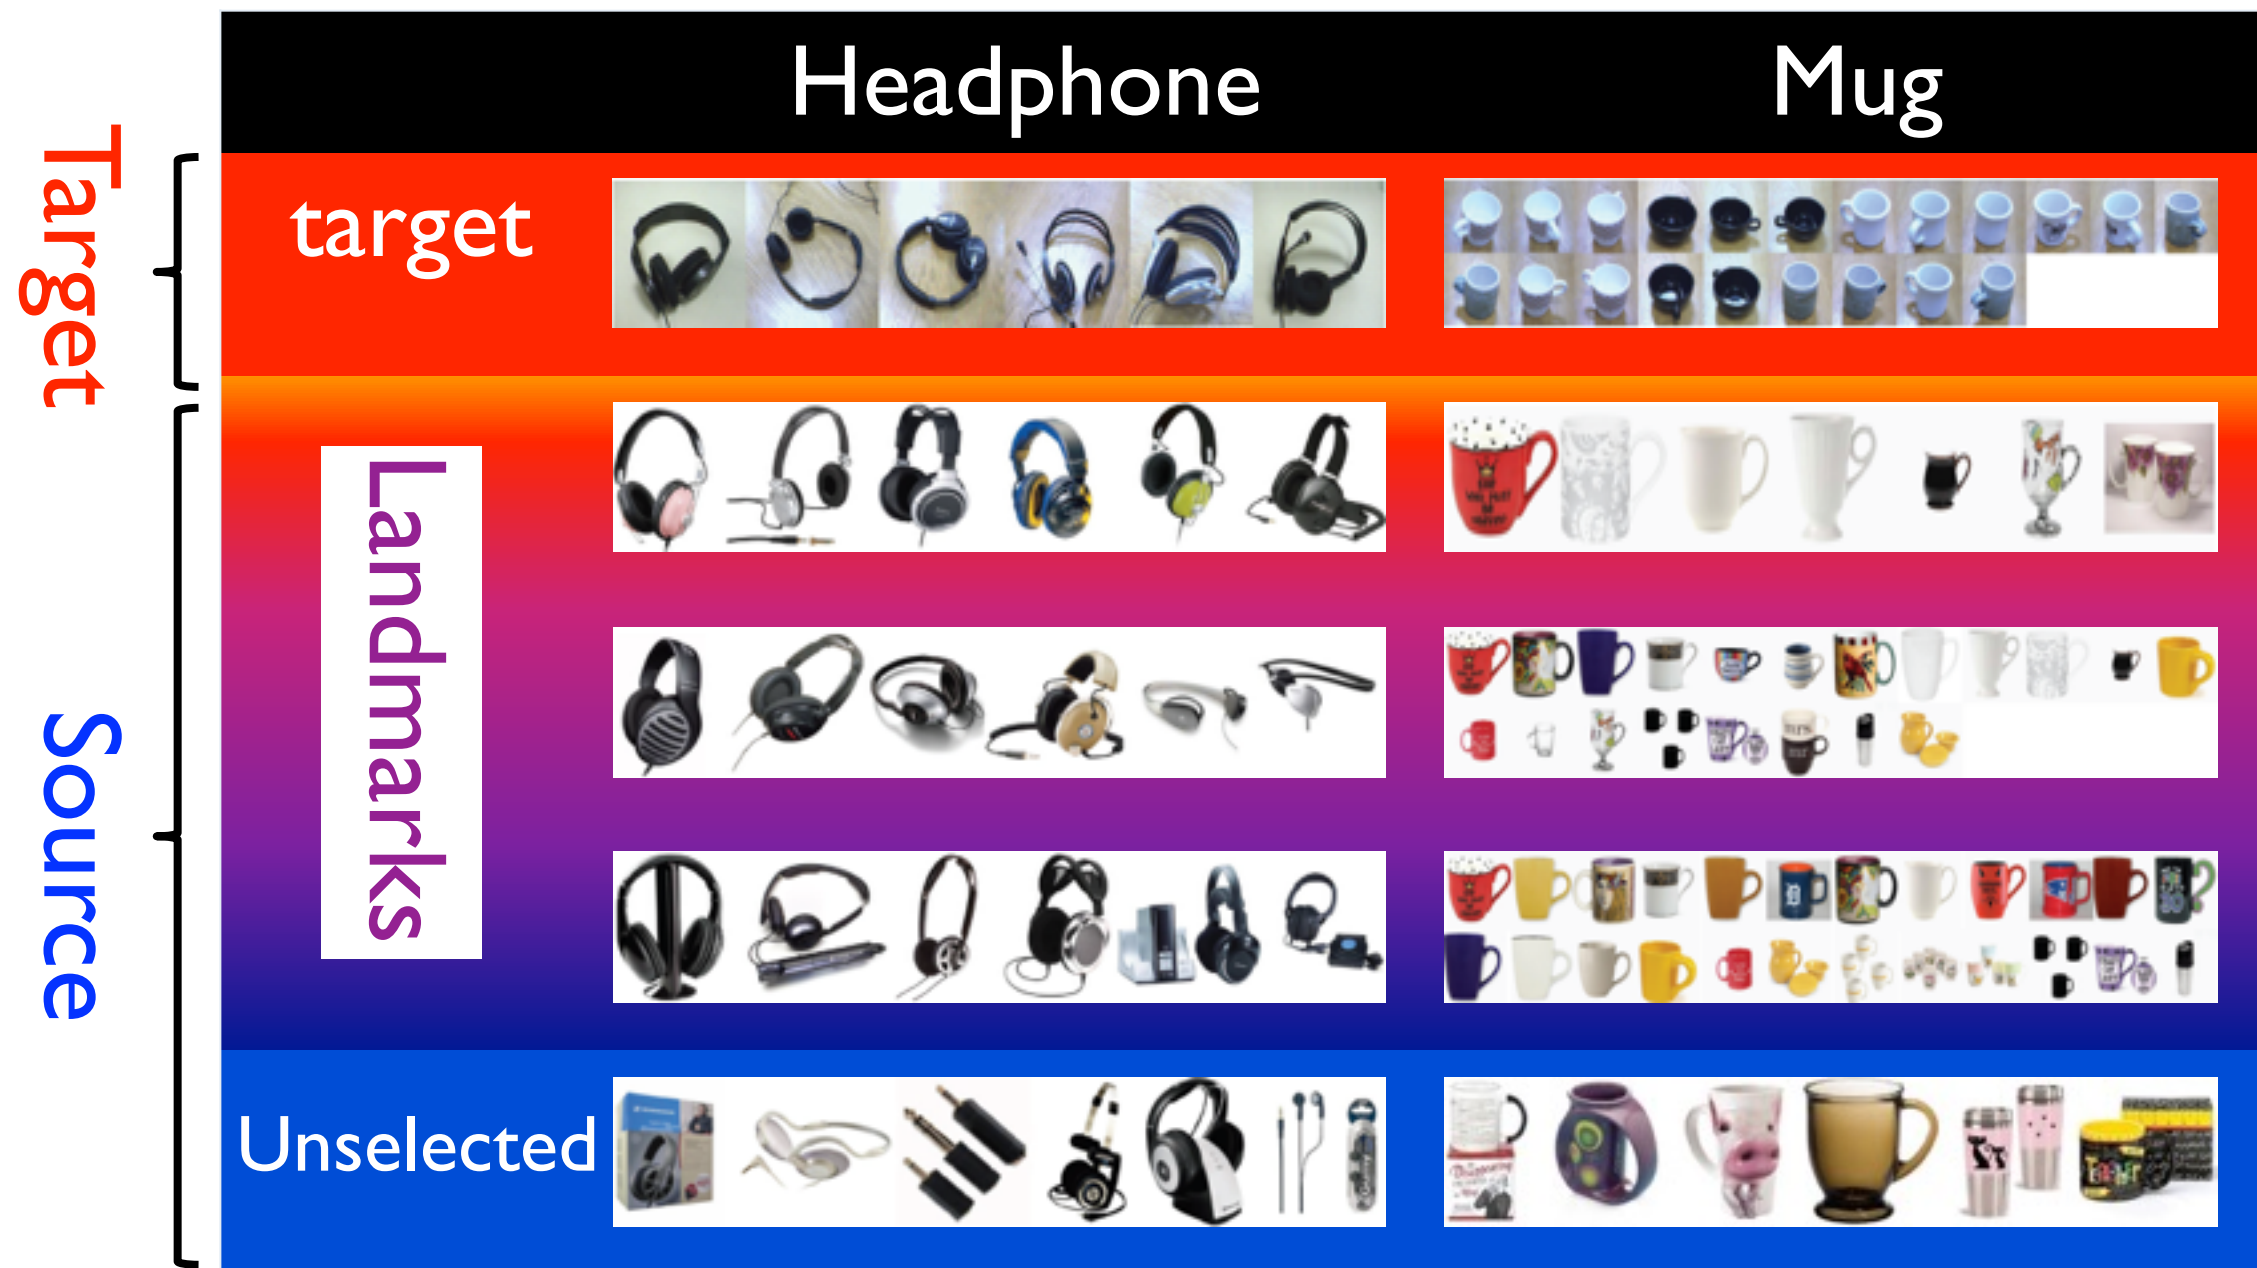 Headphone Mug
Target
target
Landmarks
Source
Unselected